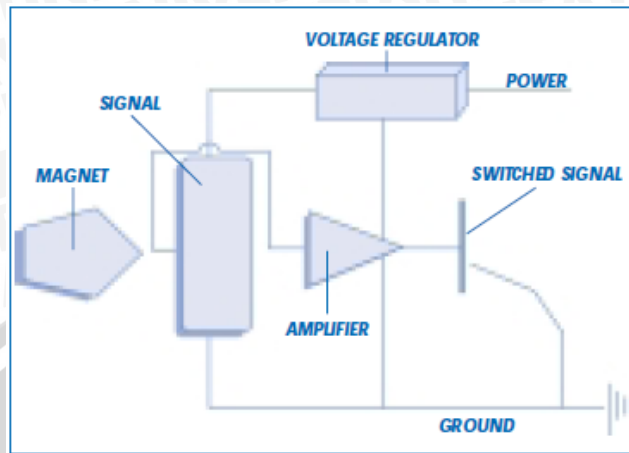 VOLTAGE REGULATOR
POWER
SIGNAL
MAGNET
SWITCHED SIGNAL
AMPLIFIER
GROUND